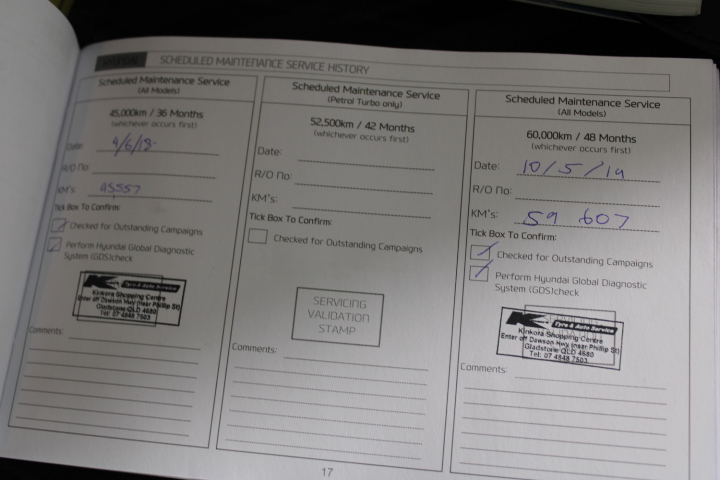 HYUNDAI SCHEDULED MAINTENANCE SERVICE HISTORY
Scheduled Maintenance Service
(All Models)
45,000km / 36 Months
(whichever occurs first)
Date: 4/6/18
R/O No:
KM's: 45557
Tick Box To Confirm:
Checked for Outstanding Campaigns
Perform Hyundai Global Diagnostic
System (GDS)check
K
Tyre & Auto Service
Kinkora Shopping Centre
Enter off Dawson Hwy (near Phillip St)
Gladstone QLD 4680
Tel: 07 4848 7503
Comments:
Scheduled Maintenance Service
(Petrol Turbo only)
52,500km / 42 Months
(whichever occurs first)
Date:
R/O No:
KM's:
Tick Box To Confirm:
Checked for Outstanding Campaigns
SERVICING
VALIDATION
STAMP
Comments:
Scheduled Maintenance Service
(All Models)
60,000km / 48 Months
(whichever occurs first)
Date: 10/5/19
R/O No:
KM's: 59 607
Tick Box To Confirm:
Checked for Outstanding Campaigns
Perform Hyundai Global Diagnostic
System (GDS)check
K
Tyre & Auto Service
Kinkora Shopping Centre
Enter off Dawson Hwy (near Phillip St)
Gladstone QLD 4680
Tel: 07 4848 7503
Comments:
17